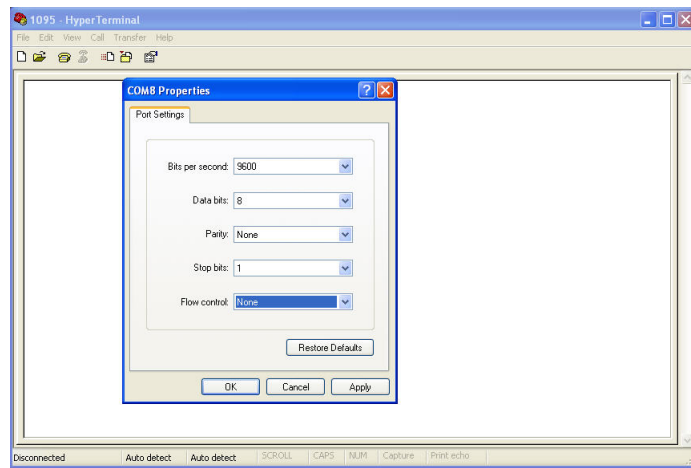 1095 - HyperTerminal
File Edit View Call Transfer Help
COM8 Properties
Port Settings
Bits per second: 9600
Data bits: 8
Parity: None
Stop bits: 1
Flow control: None
Restore Defaults
OK Cancel Apply
Disconnected Auto detect Auto detect SCROLL CAPS NUM Capture Print echo